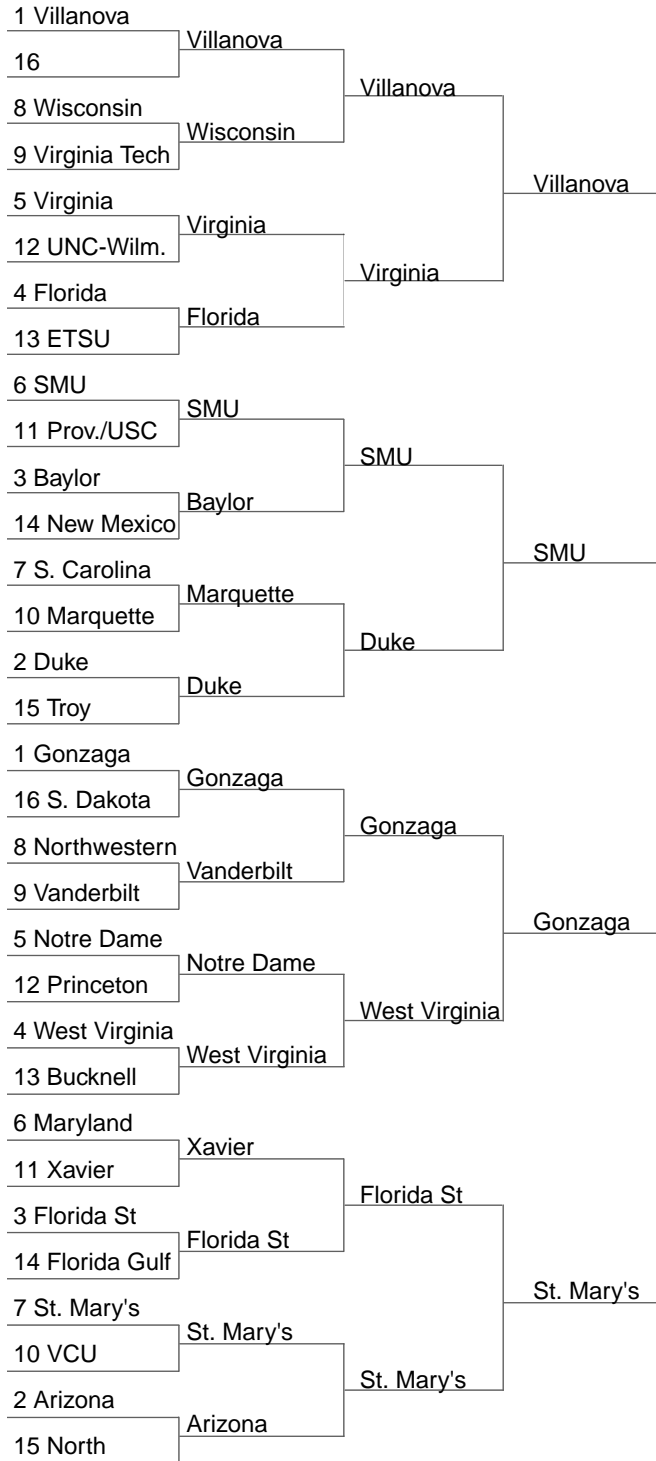 1 Villanova
Villanova
16
Villanova
8 Wisconsin
Wisconsin
9 Virginia Tech
Villanova
5 Virginia
Virginia
12 UNC-Wilm.
Virginia
4 Florida
Florida
13 ETSU
6 SMU
SMU
11 Prov./USC
SMU
3 Baylor
Baylor
14 New Mexico
SMU
7 S. Carolina
Marquette
10 Marquette
Duke
2 Duke
Duke
15 Troy
1 Gonzaga
Gonzaga
16 S. Dakota
Gonzaga
8 Northwestern
Vanderbilt
9 Vanderbilt
Gonzaga
5 Notre Dame
Notre Dame
12 Princeton
West Virginia
4 West Virginia
West Virginia
13 Bucknell
6 Maryland
Xavier
11 Xavier
Florida St
3 Florida St
Florida St
14 Florida Gulf
St. Mary's
7 St. Mary's
St. Mary's
10 VCU
St. Mary's
2 Arizona
Arizona
15 North